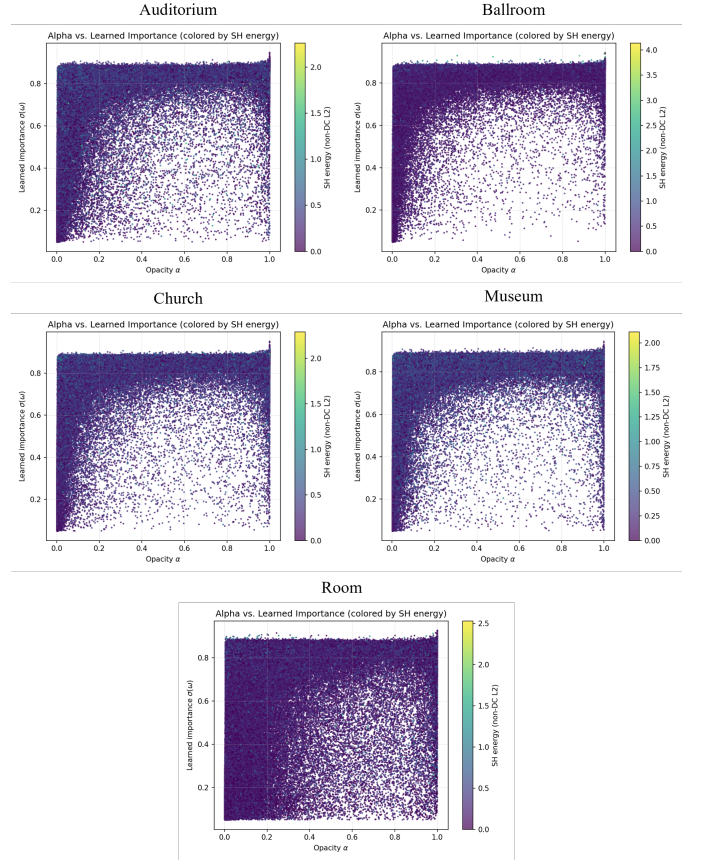 Auditorium
Alpha vs. Learned Importance (colored by SH energy)
Learned importance σ(ω)
0.8
0.6
0.4
0.2
0.0 0.2 0.4 0.6 0.8 1.0
Opacity α
2.0
1.5
1.0
0.5
0.0
SH energy (non-DC L2)
Ballroom
Alpha vs. Learned Importance (colored by SH energy)
Learned importance σ(ω)
0.8
0.6
0.4
0.2
0.0 0.2 0.4 0.6 0.8 1.0
Opacity α
4.0
3.5
3.0
2.5
2.0
1.5
1.0
0.5
0.0
SH energy (non-DC L2)
Church
Alpha vs. Learned Importance (colored by SH energy)
Learned importance σ(ω)
0.8
0.6
0.4
0.2
0.0 0.2 0.4 0.6 0.8 1.0
Opacity α
2.0
1.5
1.0
0.5
0.0
SH energy (non-DC L2)
Museum
Alpha vs. Learned Importance (colored by SH energy)
Learned importance σ(ω)
0.8
0.6
0.4
0.2
0.0 0.2 0.4 0.6 0.8 1.0
Opacity α
2.00
1.75
1.50
1.25
1.00
0.75
0.50
0.25
0.00
SH energy (non-DC L2)
Room
Alpha vs. Learned Importance (colored by SH energy)
Learned importance σ(ω)
0.8
0.6
0.4
0.2
0.0 0.2 0.4 0.6 0.8 1.0
Opacity α
2.5
2.0
1.5
1.0
0.5
0.0
SH energy (non-DC L2)